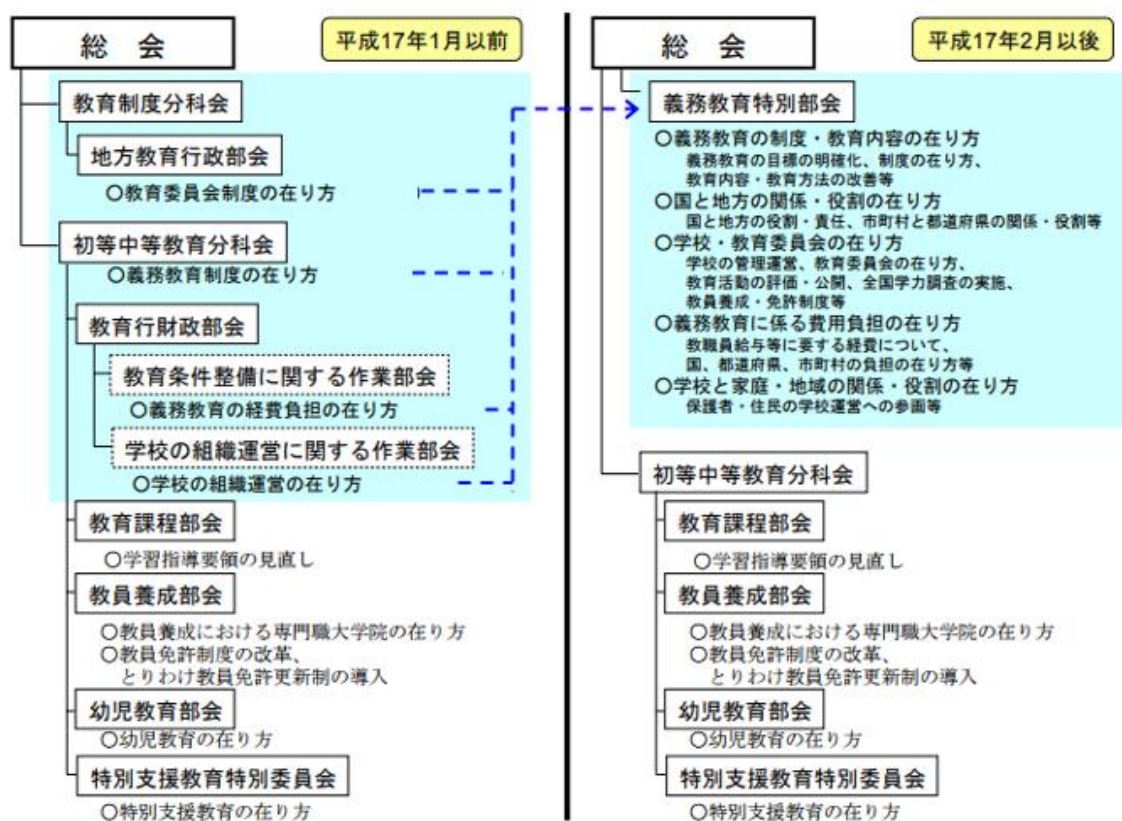 総　会
平成17年1月以前
教育制度分科会
地方教育行政部会
○教育委員会制度の在り方
初等中等教育分科会
○義務教育制度の在り方
教育行財政部会
教育条件整備に関する作業部会
○義務教育の経費負担の在り方
学校の組織運営に関する作業部会
○学校の組織運営の在り方
教育課程部会
○学習指導要領の見直し
教員養成部会
○教員養成における専門職大学院の在り方
○教員免許制度の改革、
とりわけ教員免許更新制の導入
幼児教育部会
○幼児教育の在り方
特別支援教育特別委員会
○特別支援教育の在り方
総　会
平成17年2月以後
義務教育特別部会
○義務教育の制度・教育内容の在り方
義務教育の目標の明確化、制度の在り方、
教育内容・教育方法の改善等
○国と地方の関係・役割の在り方
国と地方の役割・責任、市町村と都道府県の関係・役割等
○学校・教育委員会の在り方
学校の管理運営、教育委員会の在り方、
教育活動の評価・公開、全国学力調査の実施、
教員養成・免許制度等
○義務教育に係る費用負担の在り方
教職員給与等に要する経費について、
国、都道府県、市町村の負担の在り方等
○学校と家庭・地域の関係・役割の在り方
保護者・住民の学校運営への参画等
初等中等教育分科会
教育課程部会
○学習指導要領の見直し
教員養成部会
○教員養成における専門職大学院の在り方
○教員免許制度の改革、
とりわけ教員免許更新制の導入
幼児教育部会
○幼児教育の在り方
特別支援教育特別委員会
○特別支援教育の在り方